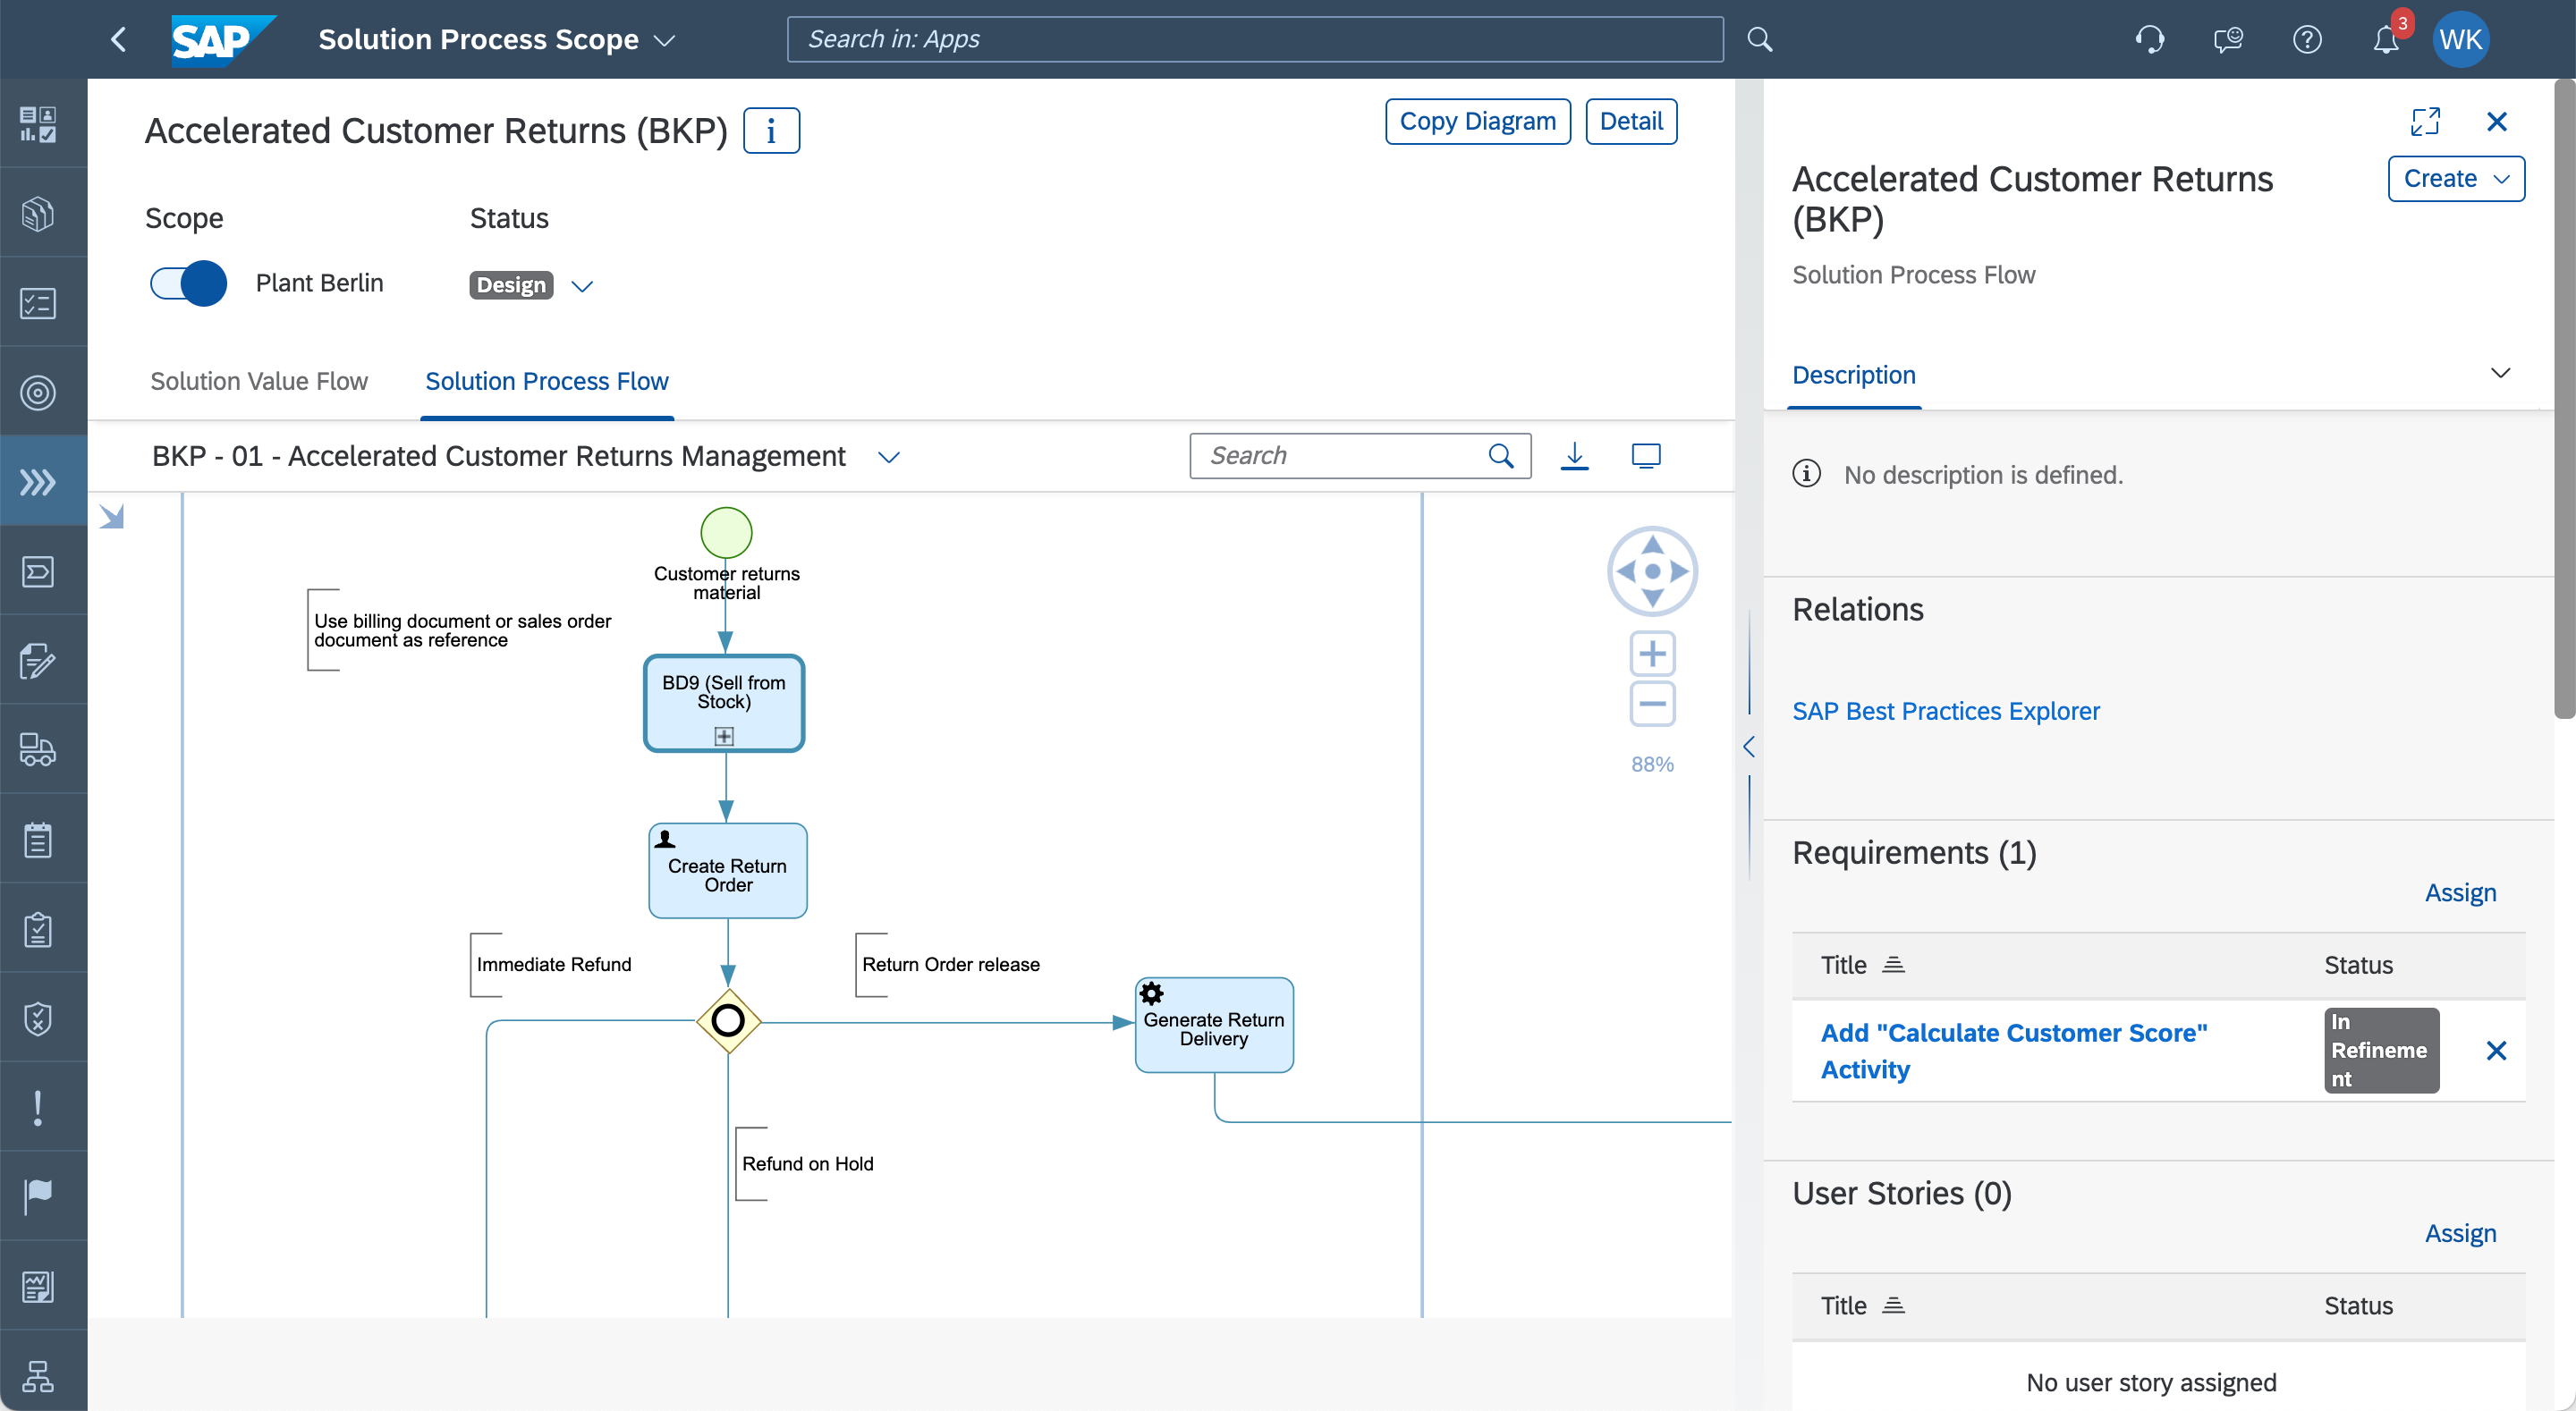 SAP
Solution Process Scope
Search in: Apps
3
WK
Accelerated Customer Returns (BKP)
i
Copy Diagram
Detail
Scope
Status
Plant Berlin
Design
Solution Value Flow
Solution Process Flow
BKP - 01 - Accelerated Customer Returns Management
Search
Customer returns
material
Use billing document or sales order
document as reference
BD9 (Sell from
Stock)
Create Return
Order
Immediate Refund
Return Order release
Generate Return
Delivery
Refund on Hold
88%
Accelerated Customer Returns
(BKP)
Create
Solution Process Flow
Description
No description is defined.
Relations
SAP Best Practices Explorer
Requirements (1)
Assign
Title
Status
Add "Calculate Customer Score"
Activity
In
Refineme
nt
User Stories (0)
Assign
Title
Status
No user story assigned